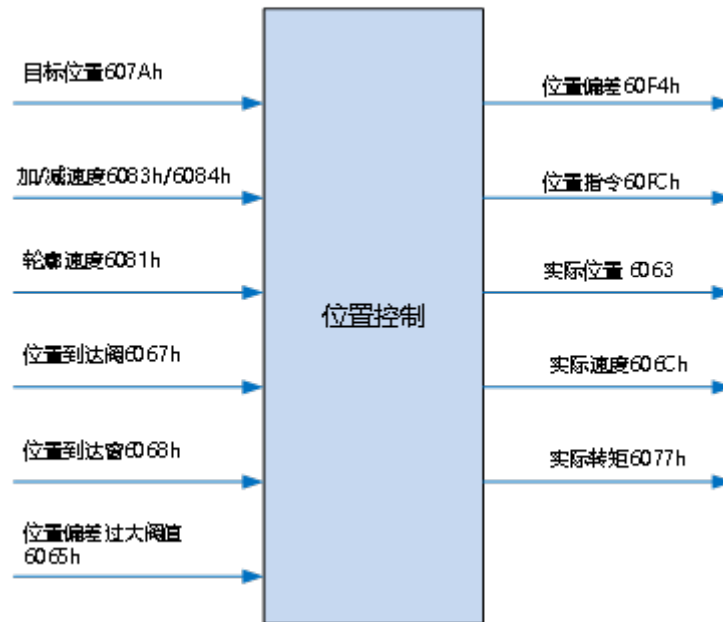 目标位置607Ah
加/减速度6083h/6084h
轮廓速度6081h
位置到达阀6067h
位置到达窗6068h
位置偏差过大阀值
6065h
位置控制
位置偏差60F4h
位置指令60FCh
实际位置 6063
实际速度606Ch
实际转矩6077h